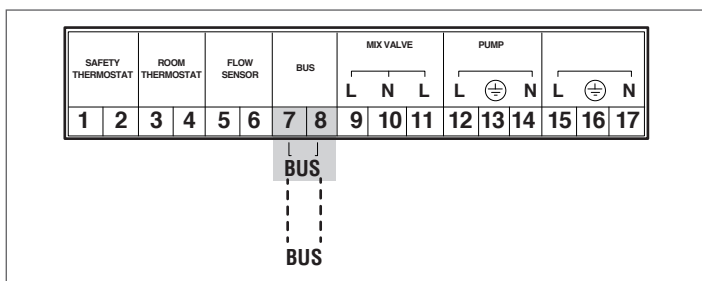 SAFETY THERMOSTAT ROOM THERMOSTAT FLOW SENSOR BUS MIX VALVE PUMP
L N L L ⏚ N L ⏚ N
1 2 3 4 5 6 7 8 9 10 11 12 13 14 15 16 17
BUS
BUS